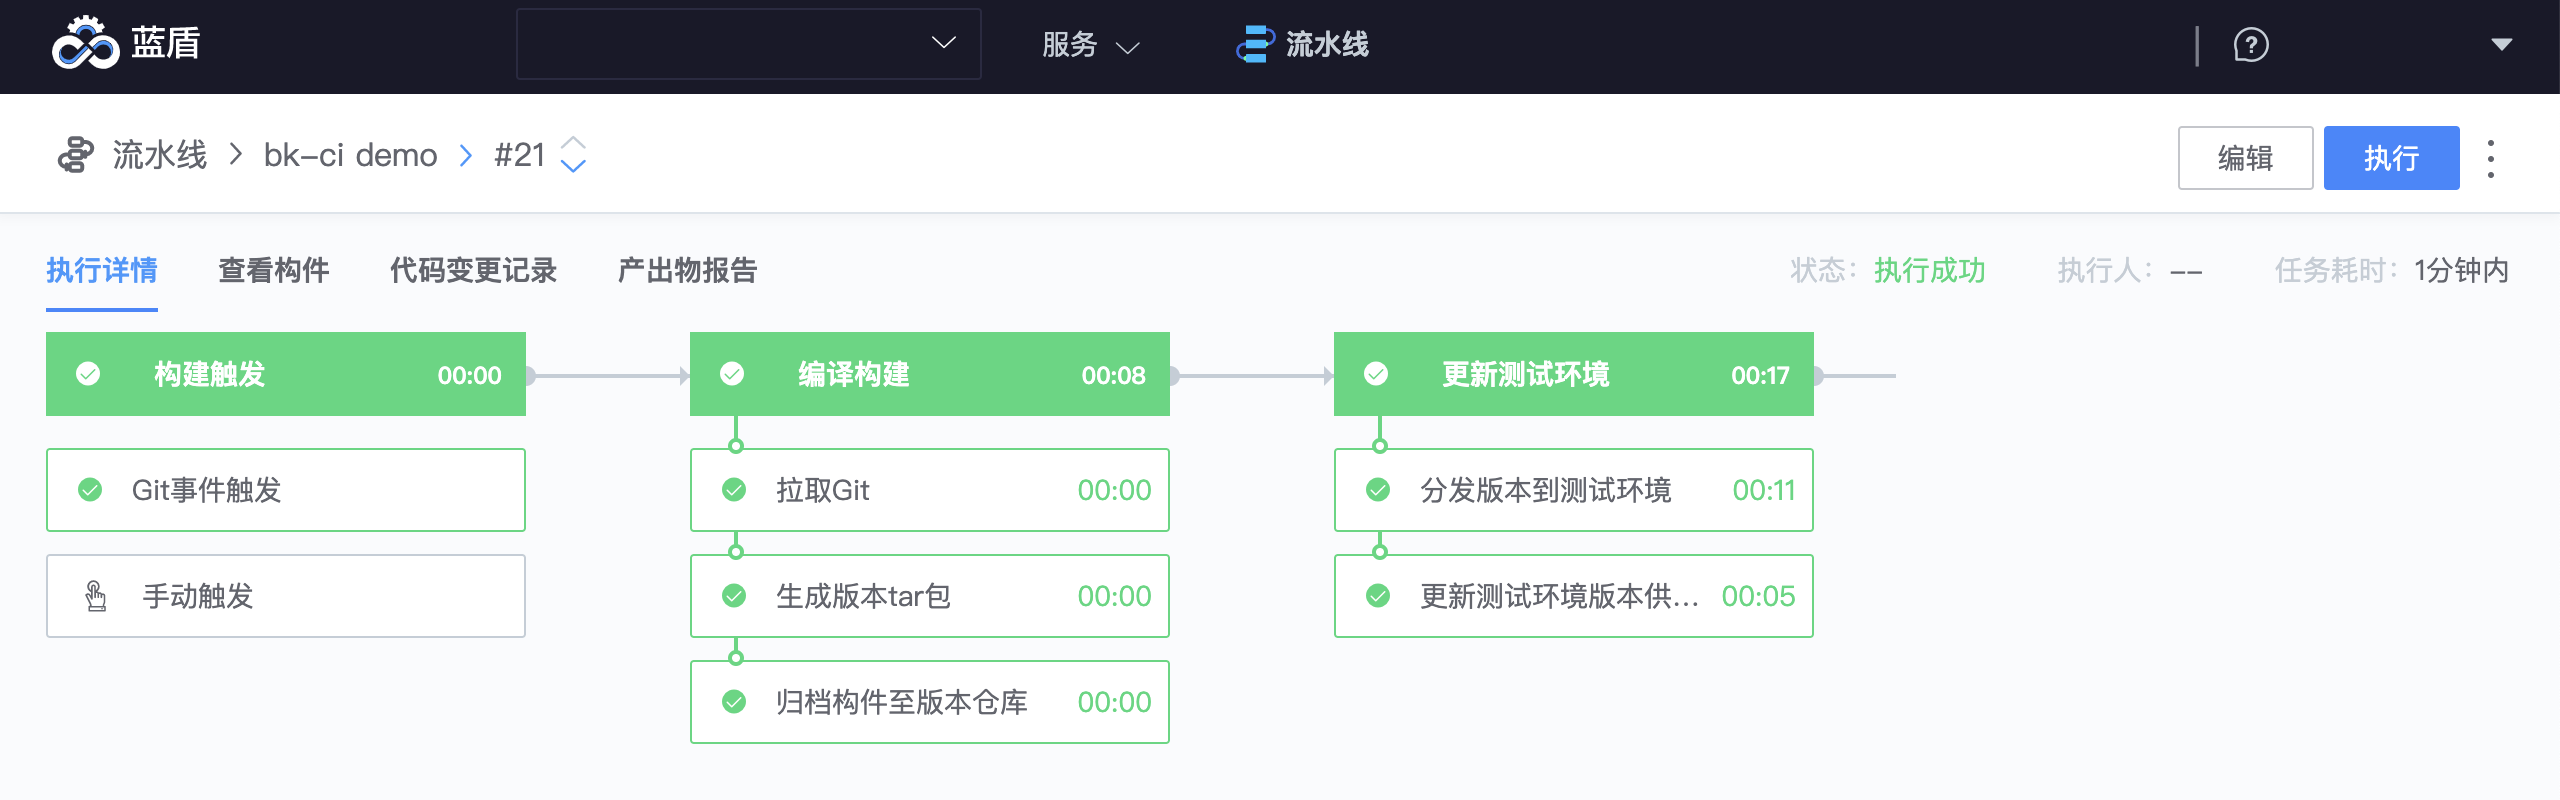 蓝盾
服务
流水线
流水线 > bk-ci demo > #21
编辑
执行
执行详情
查看构件
代码变更记录
产出物报告
状态：执行成功
执行人：--
任务耗时：1分钟内
构建触发 00:00
Git事件触发
手动触发
编译构建 00:08
拉取Git 00:00
生成版本tar包 00:00
归档构件至版本仓库 00:00
更新测试环境 00:17
分发版本到测试环境 00:11
更新测试环境版本供... 00:05